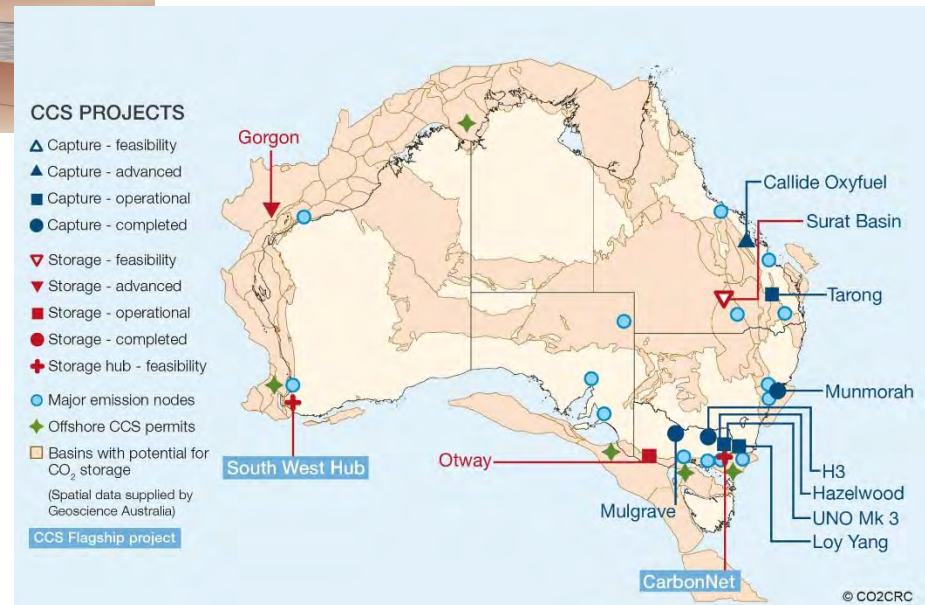 CCS PROJECTS
Capture - feasibility
Capture - advanced
Capture - operational
Capture - completed
Storage - feasibility
Storage - advanced
Storage - operational
Storage - completed
Storage hub - feasibility
Major emission nodes
Offshore CCS permits
Basins with potential for
CO₂ storage
(Spatial data supplied by
Geoscience Australia)
CCS Flagship project
Gorgon
South West Hub
Otway
Mulgrave
CarbonNet
Callide Oxyfuel
Surat Basin
Tarong
Munmorah
H3
Hazelwood
UNO Mk 3
Loy Yang
© CO2CRC